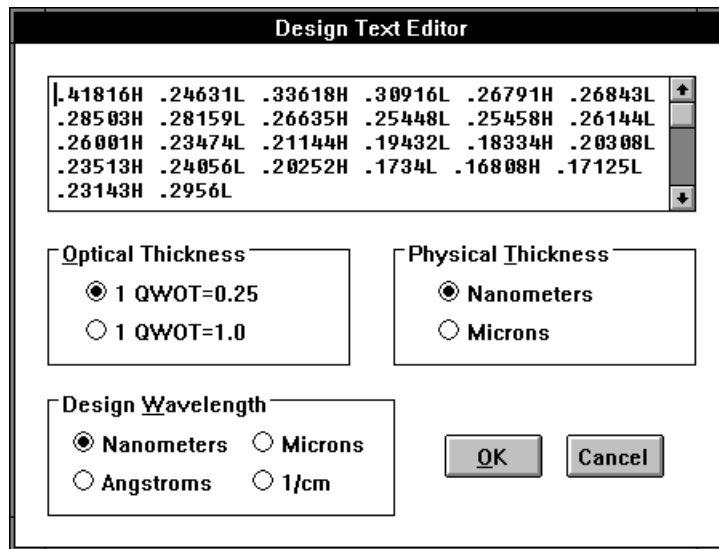 Design Text Editor
.41816H .24631L .33618H .30916L .26791H .26843L
.28503H .28159L .26635H .25448L .25458H .26144L
.26001H .23474L .21144H .19432L .18334H .20308L
.23513H .24056L .20252H .1734L .16808H .17125L
.23143H .2956L
Optical Thickness
1 QWOT=0.25
1 QWOT=1.0
Physical Thickness
Nanometers
Microns
Design Wavelength
Nanometers Microns
Angstroms 1/cm
OK Cancel